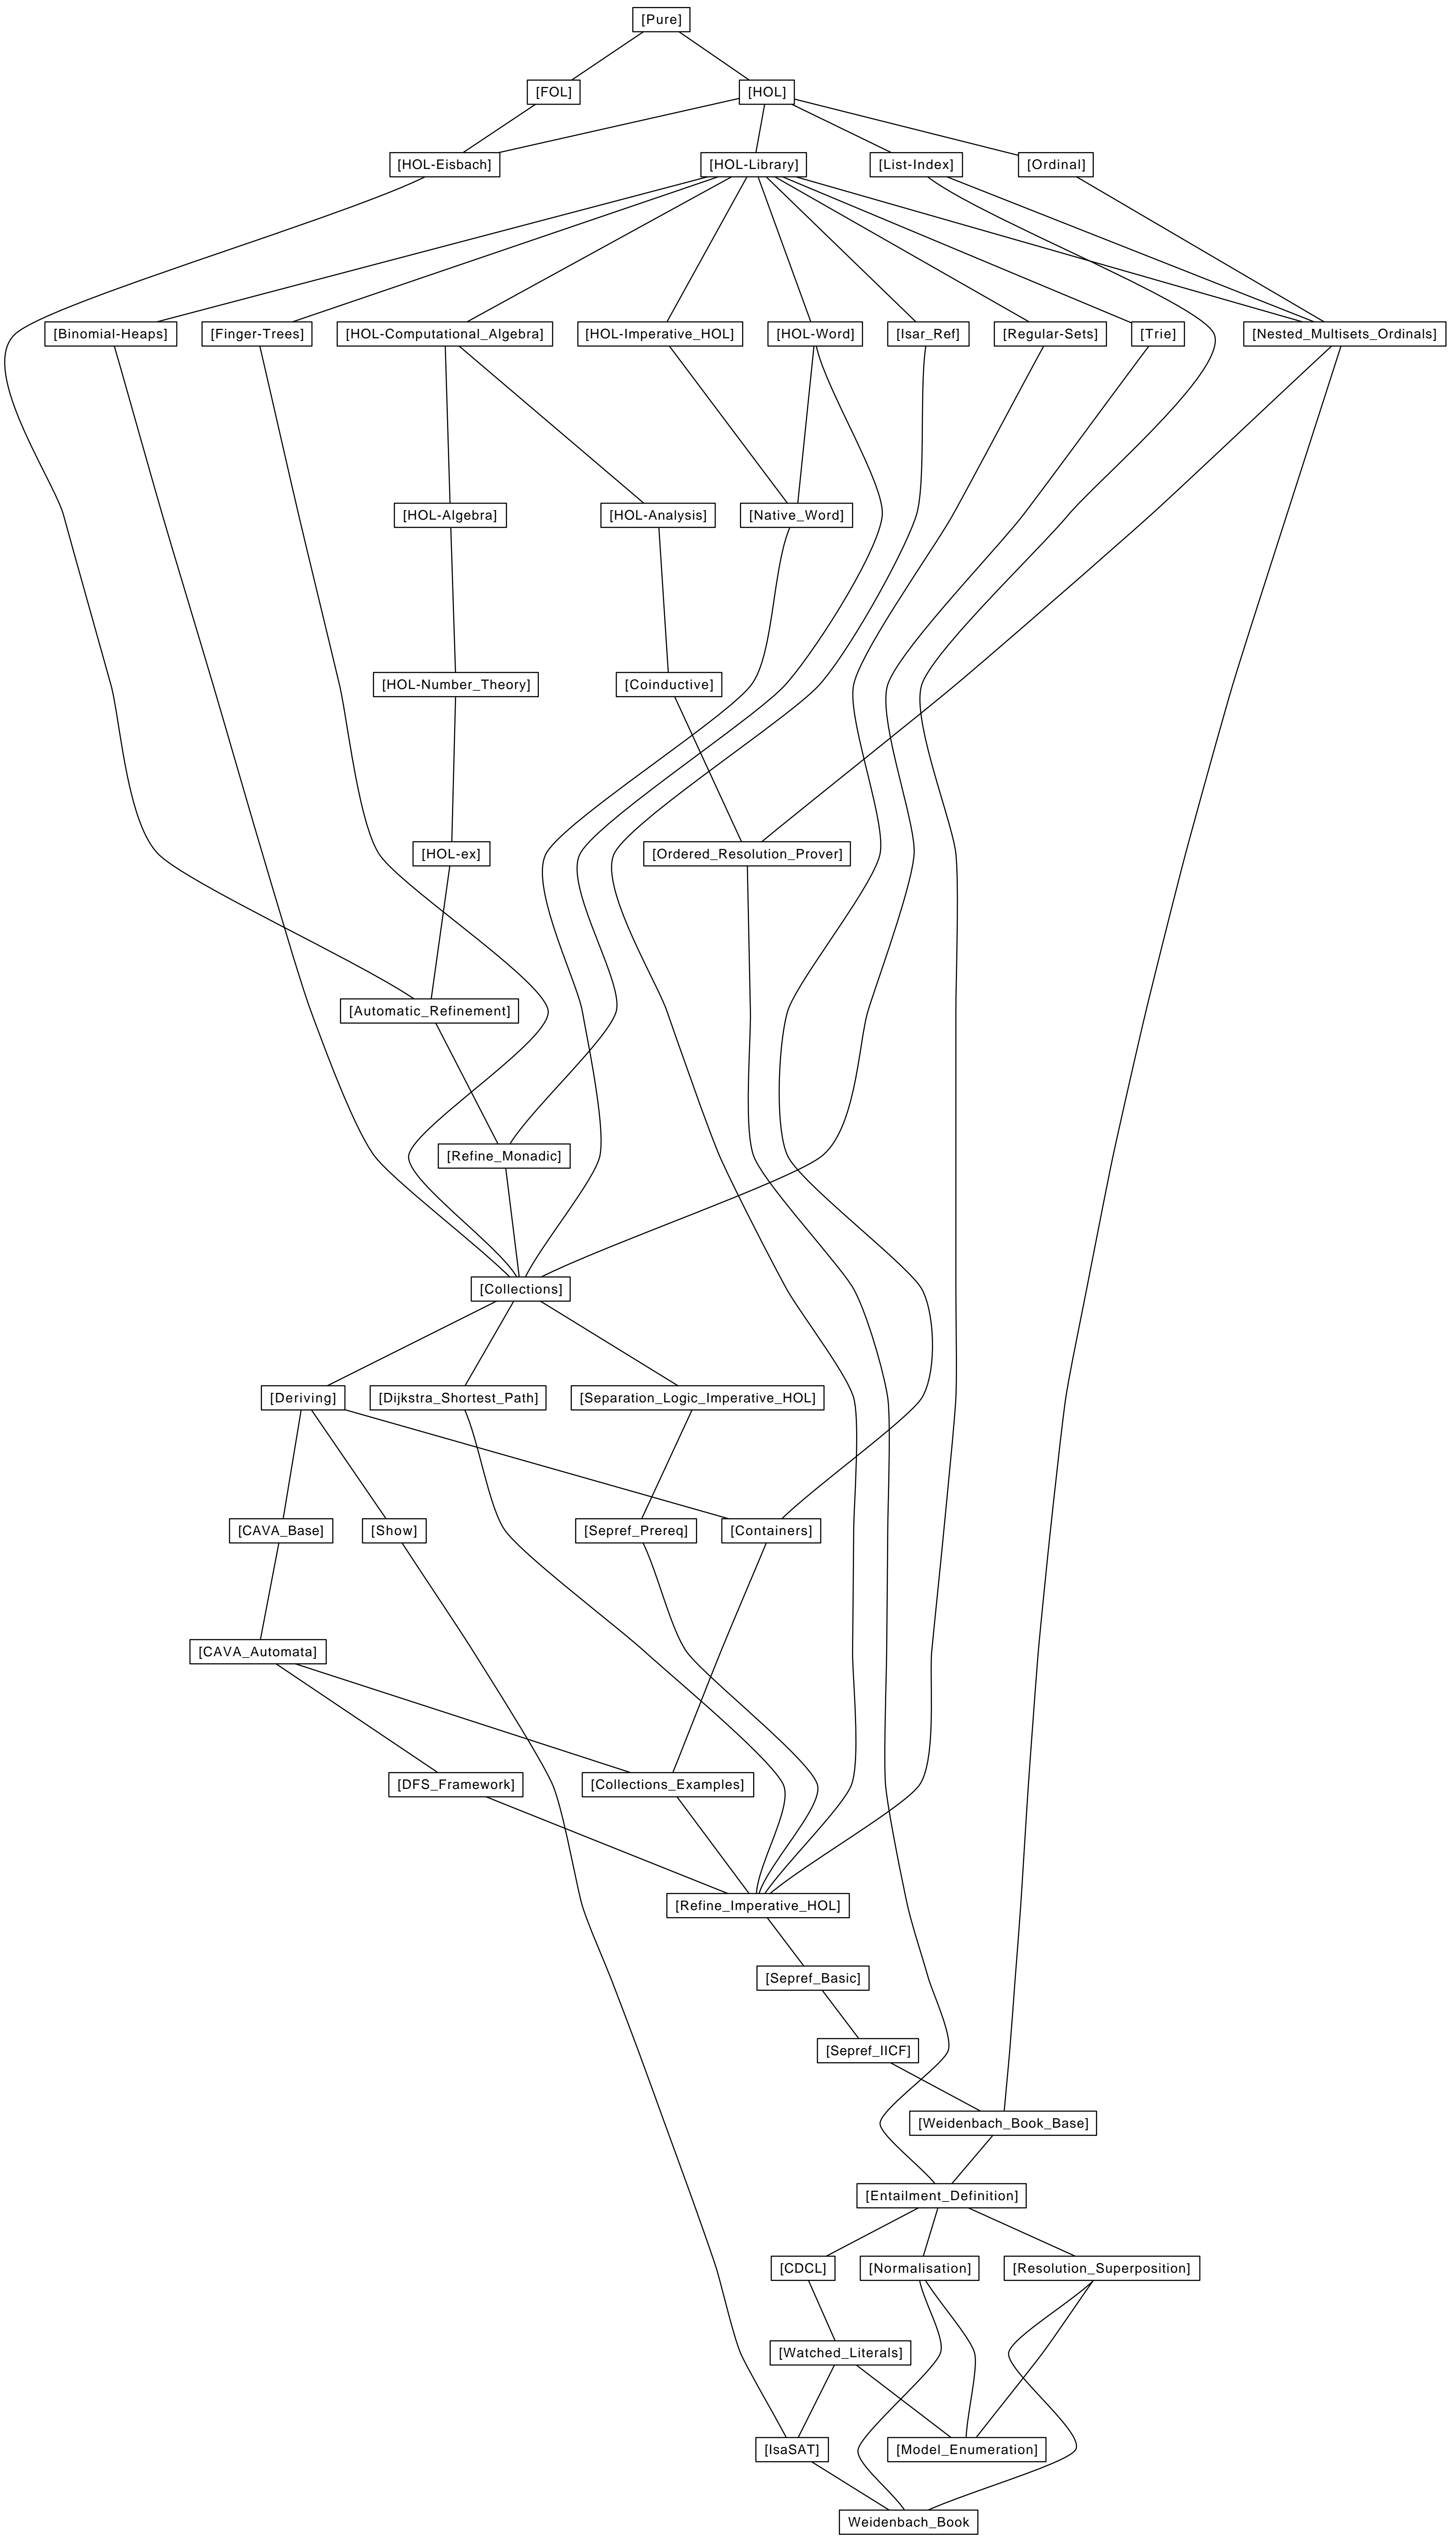 [Pure]
[FOL]
[HOL]
[HOL-Eisbach]
[HOL-Library]
[List-Index]
[Ordinal]
[Binomial-Heaps]
[Finger-Trees]
[HOL-Computational_Algebra]
[HOL-Imperative_HOL]
[HOL-Word]
[Isar_Ref]
[Regular-Sets]
[Trie]
[Nested_Multisets_Ordinals]
[HOL-Algebra]
[HOL-Analysis]
[Native_Word]
[HOL-Number_Theory]
[Coinductive]
[HOL-ex]
[Ordered_Resolution_Prover]
[Automatic_Refinement]
[Refine_Monadic]
[Collections]
[Deriving]
[Dijkstra_Shortest_Path]
[Separation_Logic_Imperative_HOL]
[CAVA_Base]
[Show]
[Sepref_Prereq]
[Containers]
[CAVA_Automata]
[DFS_Framework]
[Collections_Examples]
[Refine_Imperative_HOL]
[Sepref_Basic]
[Sepref_IICF]
[Weidenbach_Book_Base]
[Entailment_Definition]
[CDCL]
[Normalisation]
[Resolution_Superposition]
[Watched_Literals]
[IsaSAT]
[Model_Enumeration]
Weidenbach_Book